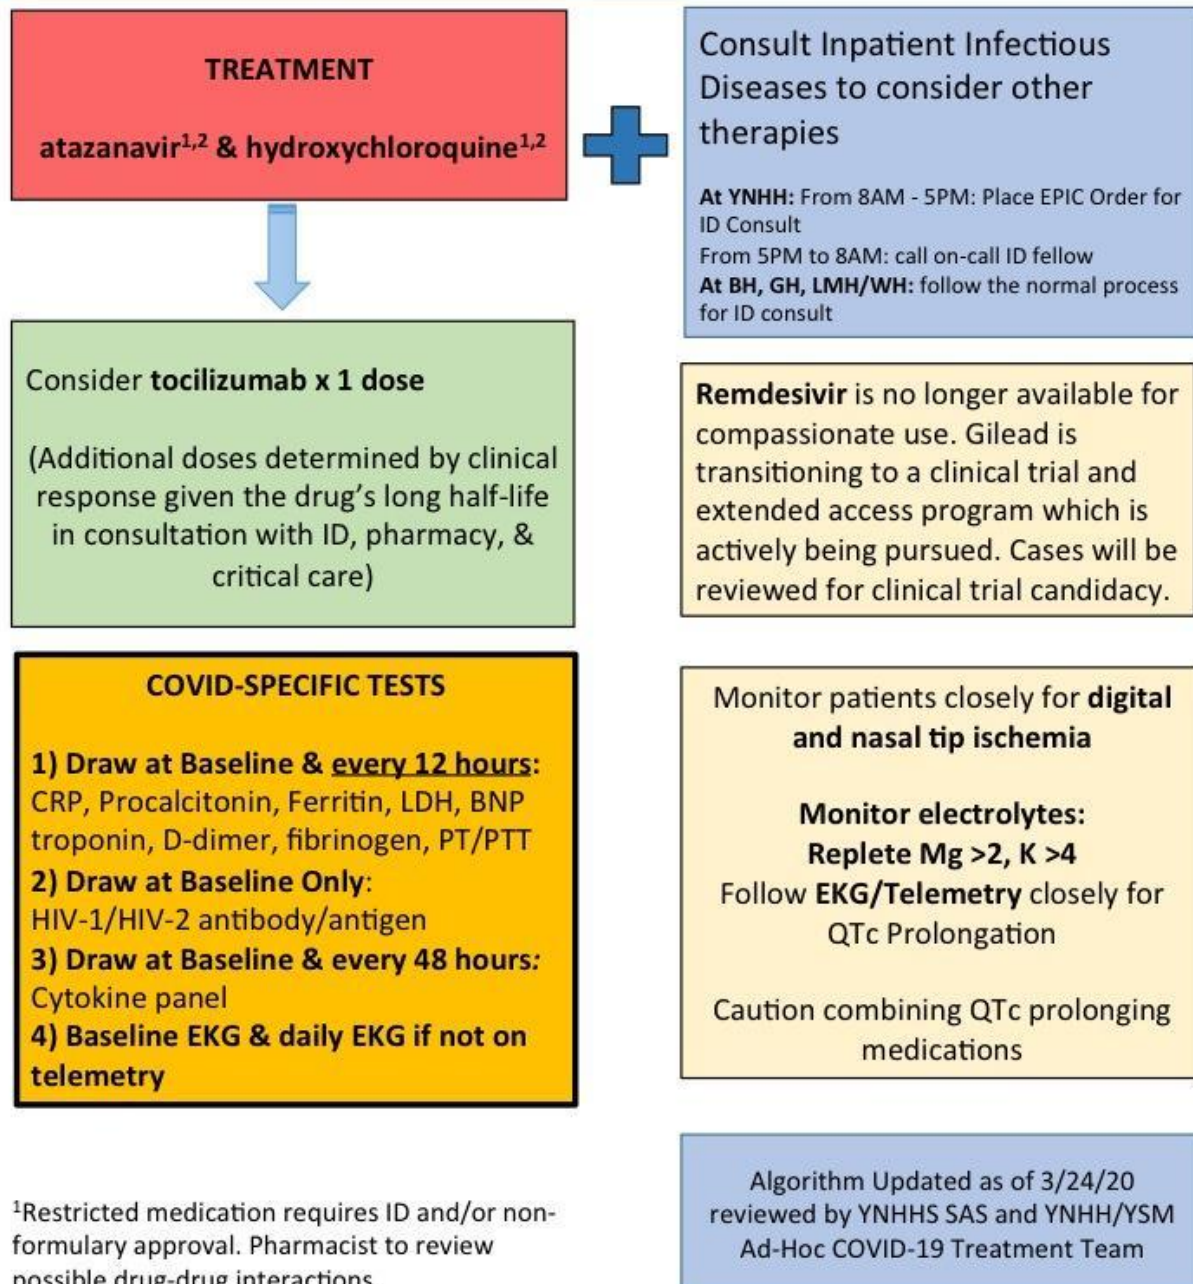 TREATMENT
atazanavir1,2 & hydroxychloroquine1,2
Consult Inpatient Infectious
Diseases to consider other
therapies
At YNHH: From 8AM - 5PM: Place EPIC Order for
ID Consult
From 5PM to 8AM: call on-call ID fellow
At BH, GH, LMH/WH: follow the normal process
for ID consult
Consider tocilizumab x 1 dose
(Additional doses determined by clinical
response given the drug’s long half-life
in consultation with ID, pharmacy, &
critical care)
Remdesivir is no longer available for
compassionate use. Gilead is
transitioning to a clinical trial and
extended access program which is
actively being pursued. Cases will be
reviewed for clinical trial candidacy.
COVID-SPECIFIC TESTS
1) Draw at Baseline & every 12 hours:
CRP, Procalcitonin, Ferritin, LDH, BNP
troponin, D-dimer, fibrinogen, PT/PTT
2) Draw at Baseline Only:
HIV-1/HIV-2 antibody/antigen
3) Draw at Baseline & every 48 hours:
Cytokine panel
4) Baseline EKG & daily EKG if not on
telemetry
Monitor patients closely for digital
and nasal tip ischemia
Monitor electrolytes:
Replete Mg >2, K >4
Follow EKG/Telemetry closely for
QTc Prolongation
Caution combining QTc prolonging
medications
1Restricted medication requires ID and/or non-
formulary approval. Pharmacist to review
possible drug-drug interactions
Algorithm Updated as of 3/24/20
reviewed by YNHHS SAS and YNHH/YSM
Ad-Hoc COVID-19 Treatment Team